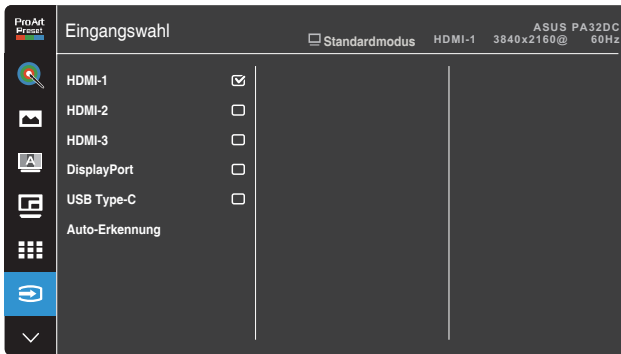 ProArt
Preset
Eingangswahl
Standardmodus HDMI-1 ASUS PA32DC
3840x2160@ 60Hz
HDMI-1
HDMI-2
HDMI-3
DisplayPort
USB Type-C
Auto-Erkennung
A